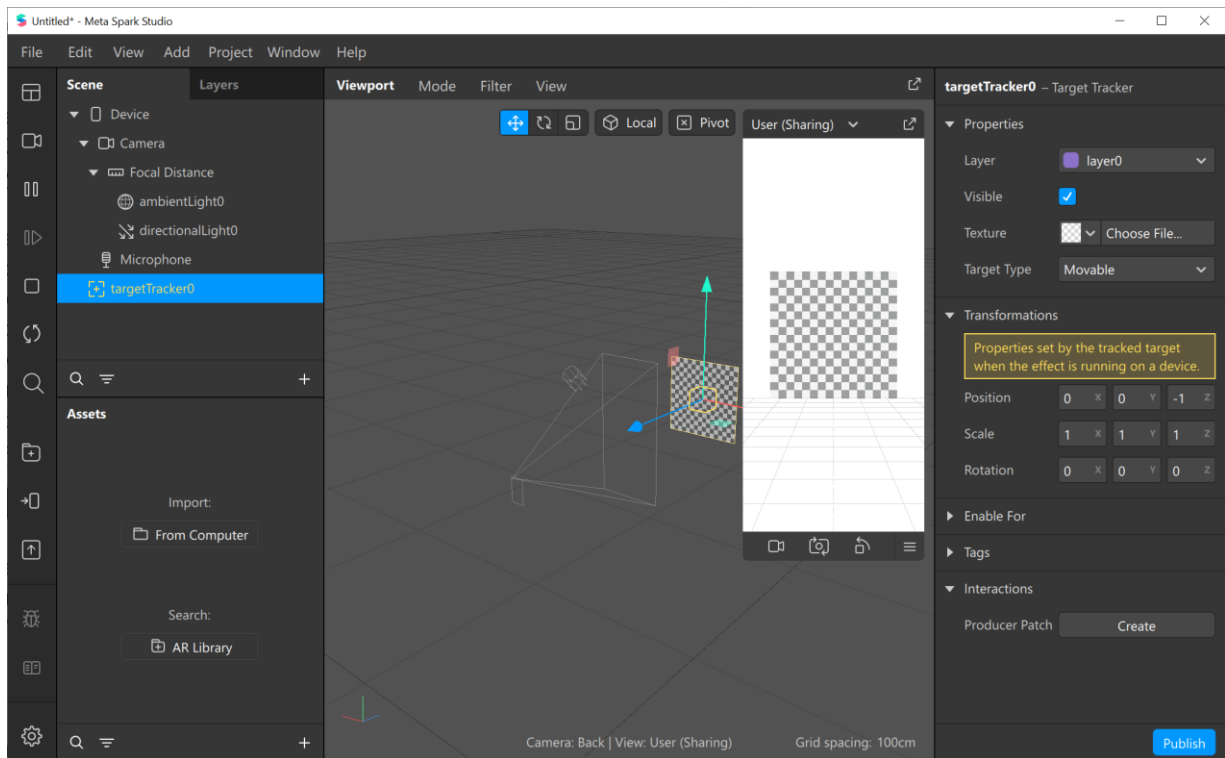 Untitled* - Meta Spark Studio
File Edit View Add Project Window Help
Scene Layers
Device
Camera
Focal Distance
ambientLight0
directionalLight0
Microphone
targetTracker0
Assets
Import:
From Computer
Search:
AR Library
Viewport Mode Filter View
Local Pivot
User (Sharing)
Camera: Back | View: User (Sharing) Grid spacing: 100cm
targetTracker0 – Target Tracker
Properties
Layer layer0
Visible
Texture Choose File...
Target Type Movable
Transformations
Properties set by the tracked target
when the effect is running on a device.
Position 0 X 0 Y -1 Z
Scale 1 X 1 Y 1 Z
Rotation 0 X 0 Y 0 Z
Enable For
Tags
Interactions
Producer Patch Create
Publish